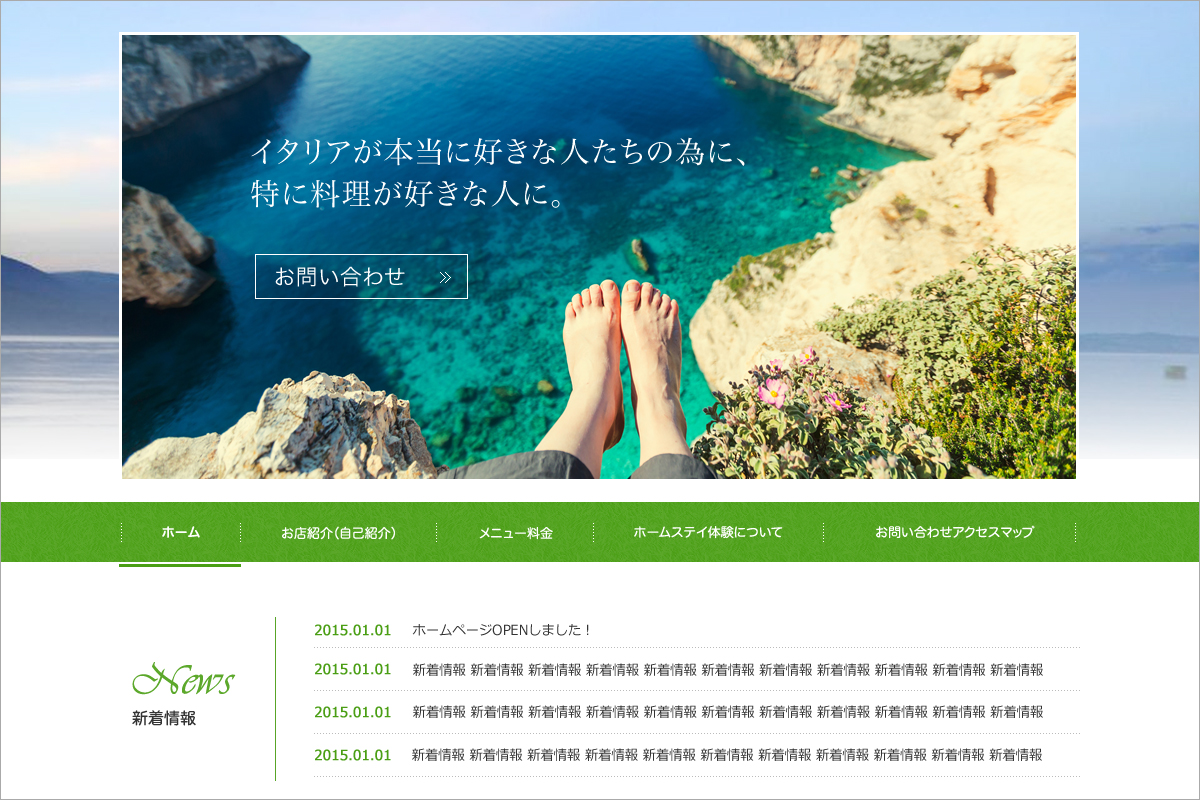 イタリアが本当に好きな人たちの為に、
特に料理が好きな人に。
お問い合わせ
ホーム
お店紹介(自己紹介)
メニュー料金
ホームステイ体験について
お問い合わせアクセスマップ
News
新着情報
2015.01.01 ホームページOPENしました！
2015.01.01 新着情報 新着情報 新着情報 新着情報 新着情報 新着情報 新着情報 新着情報 新着情報 新着情報 新着情報
2015.01.01 新着情報 新着情報 新着情報 新着情報 新着情報 新着情報 新着情報 新着情報 新着情報 新着情報 新着情報
2015.01.01 新着情報 新着情報 新着情報 新着情報 新着情報 新着情報 新着情報 新着情報 新着情報 新着情報 新着情報